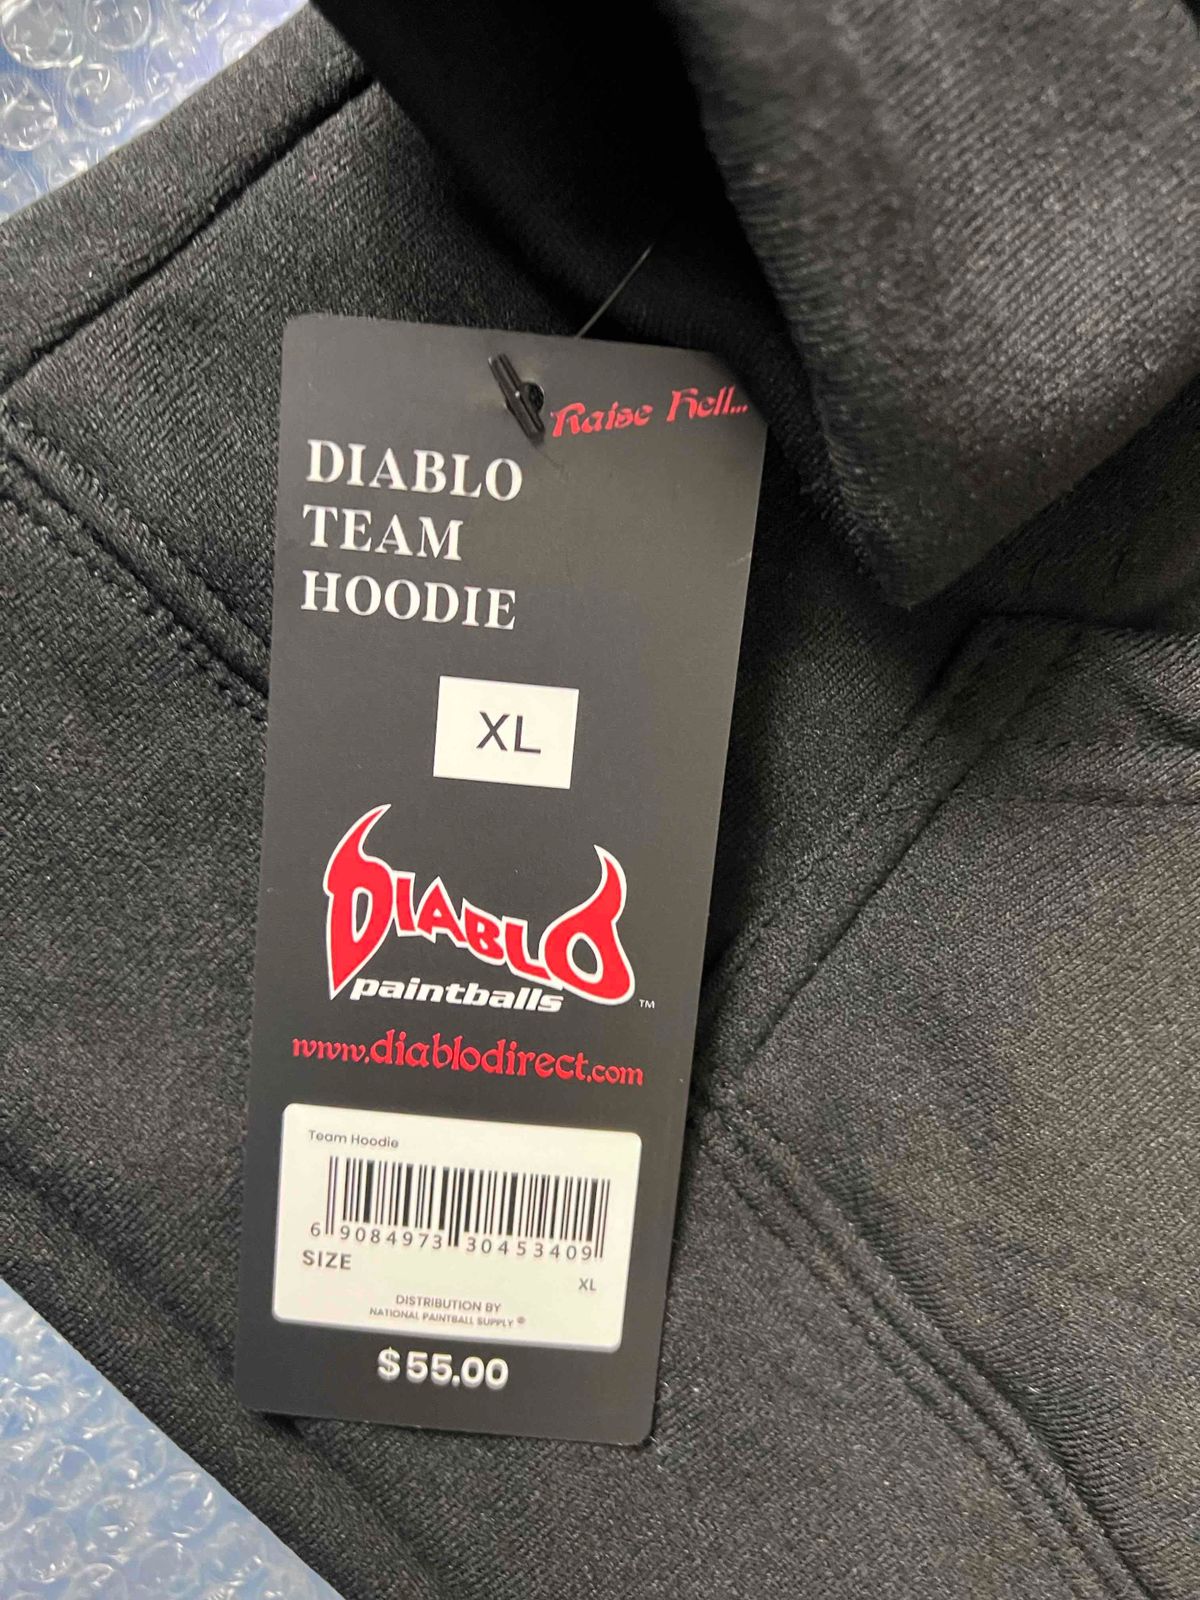 Raise Hell...
DIABLO
TEAM
HOODIE
XL
DIABLO
paintballs
™
www.diablodirect.com
Team Hoodie
6 9084973 30453409
SIZE
XL
DISTRIBUTION BY
NATIONAL PAINTBALL SUPPLY ®
$55.00